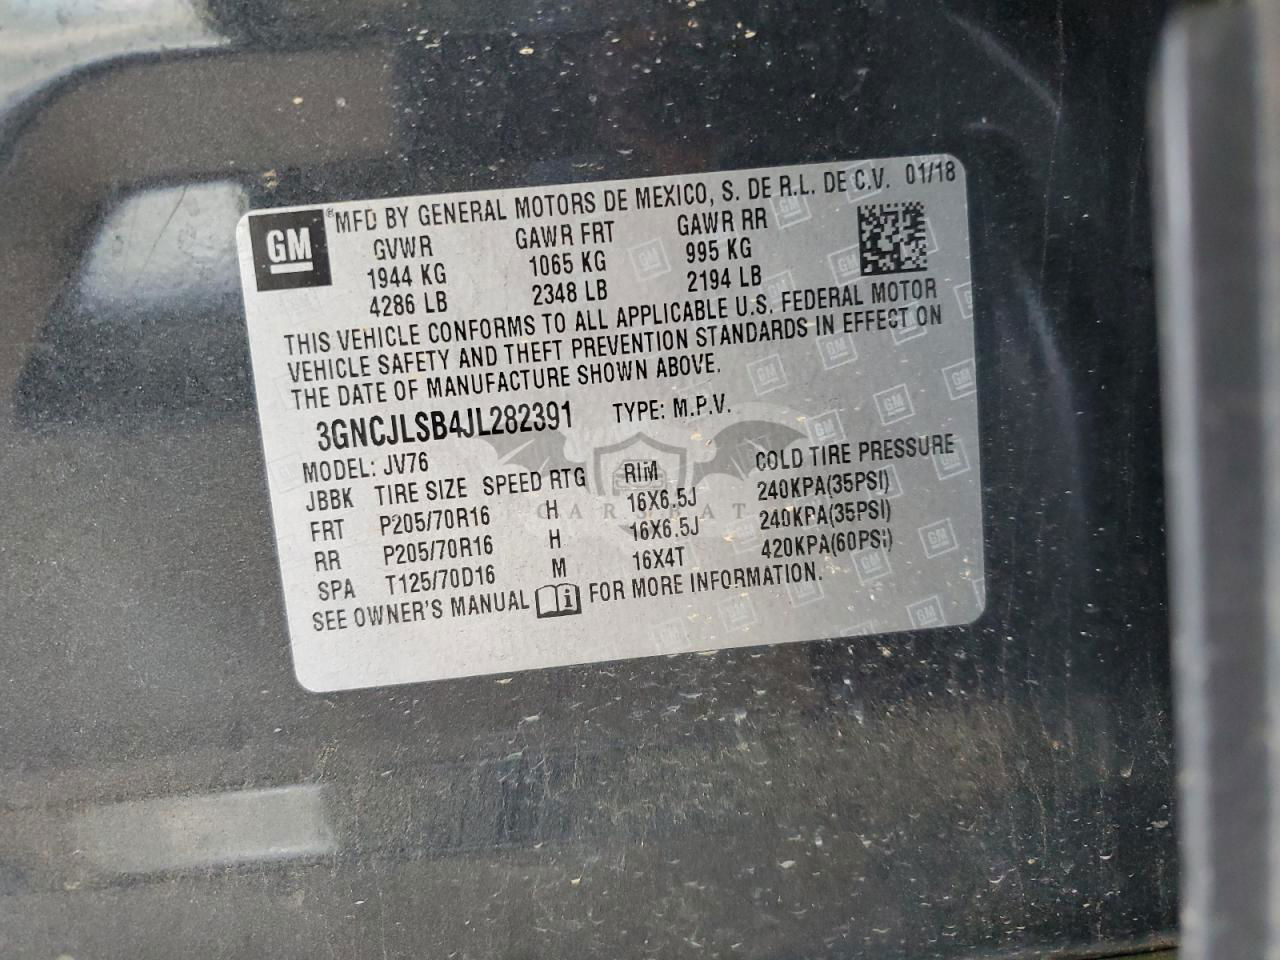 GM
®MFD BY GENERAL MOTORS DE MEXICO, S. DE R.L. DE C.V. 01/18
GVWR GAWR FRT GAWR RR
1944 KG 1065 KG 995 KG
4286 LB 2348 LB 2194 LB
THIS VEHICLE CONFORMS TO ALL APPLICABLE U.S. FEDERAL MOTOR
VEHICLE SAFETY AND THEFT PREVENTION STANDARDS IN EFFECT ON
THE DATE OF MANUFACTURE SHOWN ABOVE.
3GNCJLSB4JL282391 TYPE: M.P.V.
MODEL: JV76
JBBK TIRE SIZE SPEED RTG RIM COLD TIRE PRESSURE
FRT P205/70R16 H 16X6.5J 240KPA(35PSI)
RR P205/70R16 H 16X6.5J 240KPA(35PSI)
SPA T125/70D16 M 16X4T 420KPA(60PSI)
SEE OWNER'S MANUAL i FOR MORE INFORMATION.
CARSBAT